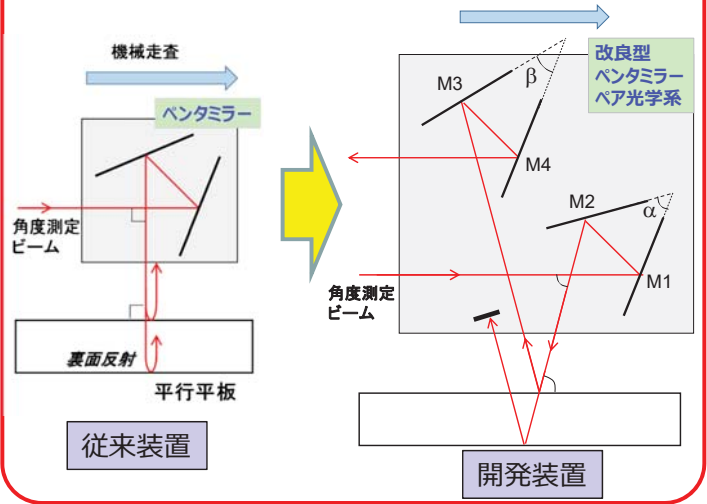 機械走査
ペンタミラー
角度測定
ビーム
裏面反射
平行平板
従来装置
改良型
ペンタミラー
ペア光学系
M3
β
M4
M2
α
M1
角度測定
ビーム
開発装置